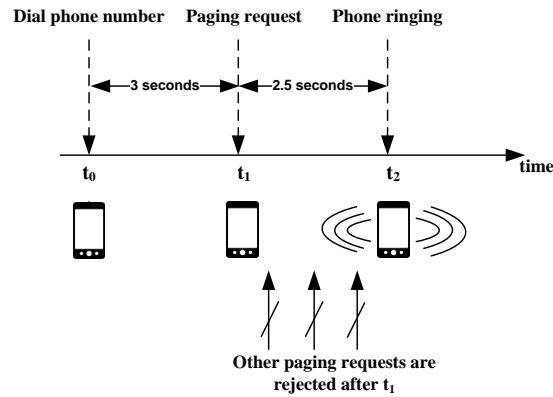 Dial phone number Paging request Phone ringing
3 seconds 2.5 seconds
t0 t1 t2 time
Other paging requests are
rejected after t1